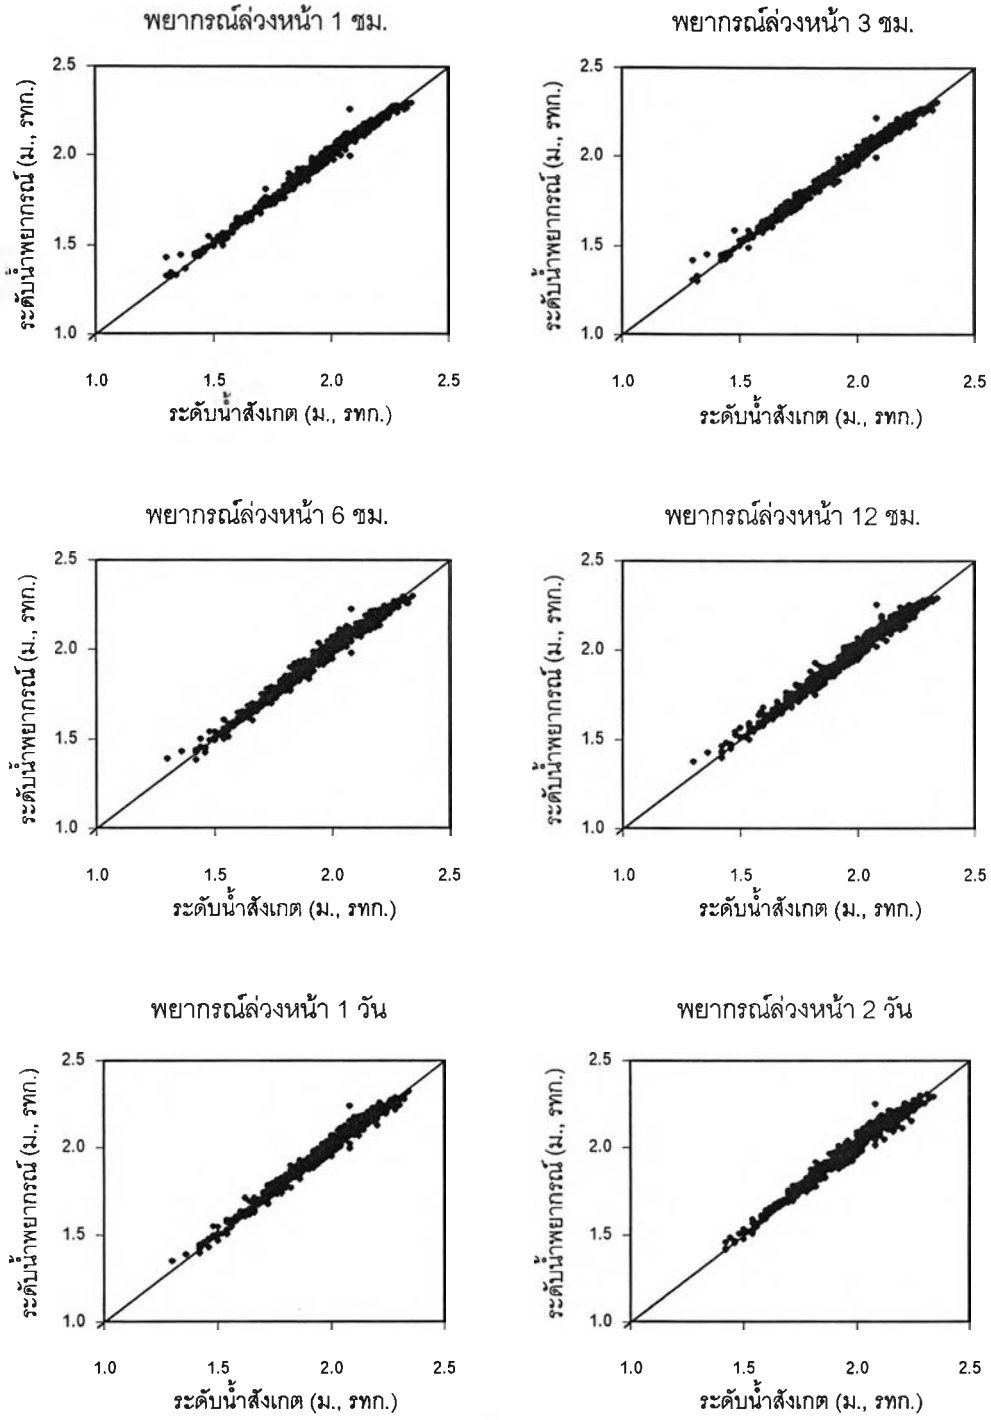 พยากรณ์ล่วงหน้า 1 ชม.
ระดับน้ำพยากรณ์ (ม., รทก.)
2.5
2.0
1.5
1.0
1.0 1.5 2.0 2.5
ระดับน้ำสังเกต (ม., รทก.)
พยากรณ์ล่วงหน้า 3 ชม.
ระดับน้ำพยากรณ์ (ม., รทก.)
2.5
2.0
1.5
1.0
1.0 1.5 2.0 2.5
ระดับน้ำสังเกต (ม., รทก.)
พยากรณ์ล่วงหน้า 6 ชม.
ระดับน้ำพยากรณ์ (ม., รทก.)
2.5
2.0
1.5
1.0
1.0 1.5 2.0 2.5
ระดับน้ำสังเกต (ม., รทก.)
พยากรณ์ล่วงหน้า 12 ชม.
ระดับน้ำพยากรณ์ (ม., รทก.)
2.5
2.0
1.5
1.0
1.0 1.5 2.0 2.5
ระดับน้ำสังเกต (ม., รทก.)
พยากรณ์ล่วงหน้า 1 วัน
ระดับน้ำพยากรณ์ (ม., รทก.)
2.5
2.0
1.5
1.0
1.0 1.5 2.0 2.5
ระดับน้ำสังเกต (ม., รทก.)
พยากรณ์ล่วงหน้า 2 วัน
ระดับน้ำพยากรณ์ (ม., รทก.)
2.5
2.0
1.5
1.0
1.0 1.5 2.0 2.5
ระดับน้ำสังเกต (ม., รทก.)